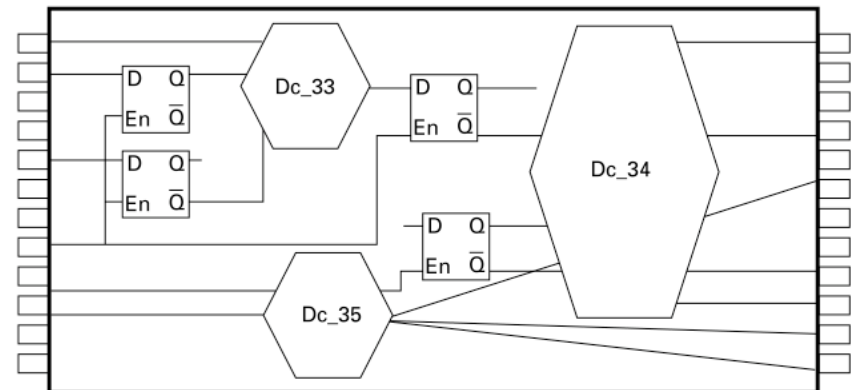 Dc_33
D Q
En Q̅
D Q
En Q̅
D Q
En Q̅
Dc_34
D Q
En Q̅
Dc_35